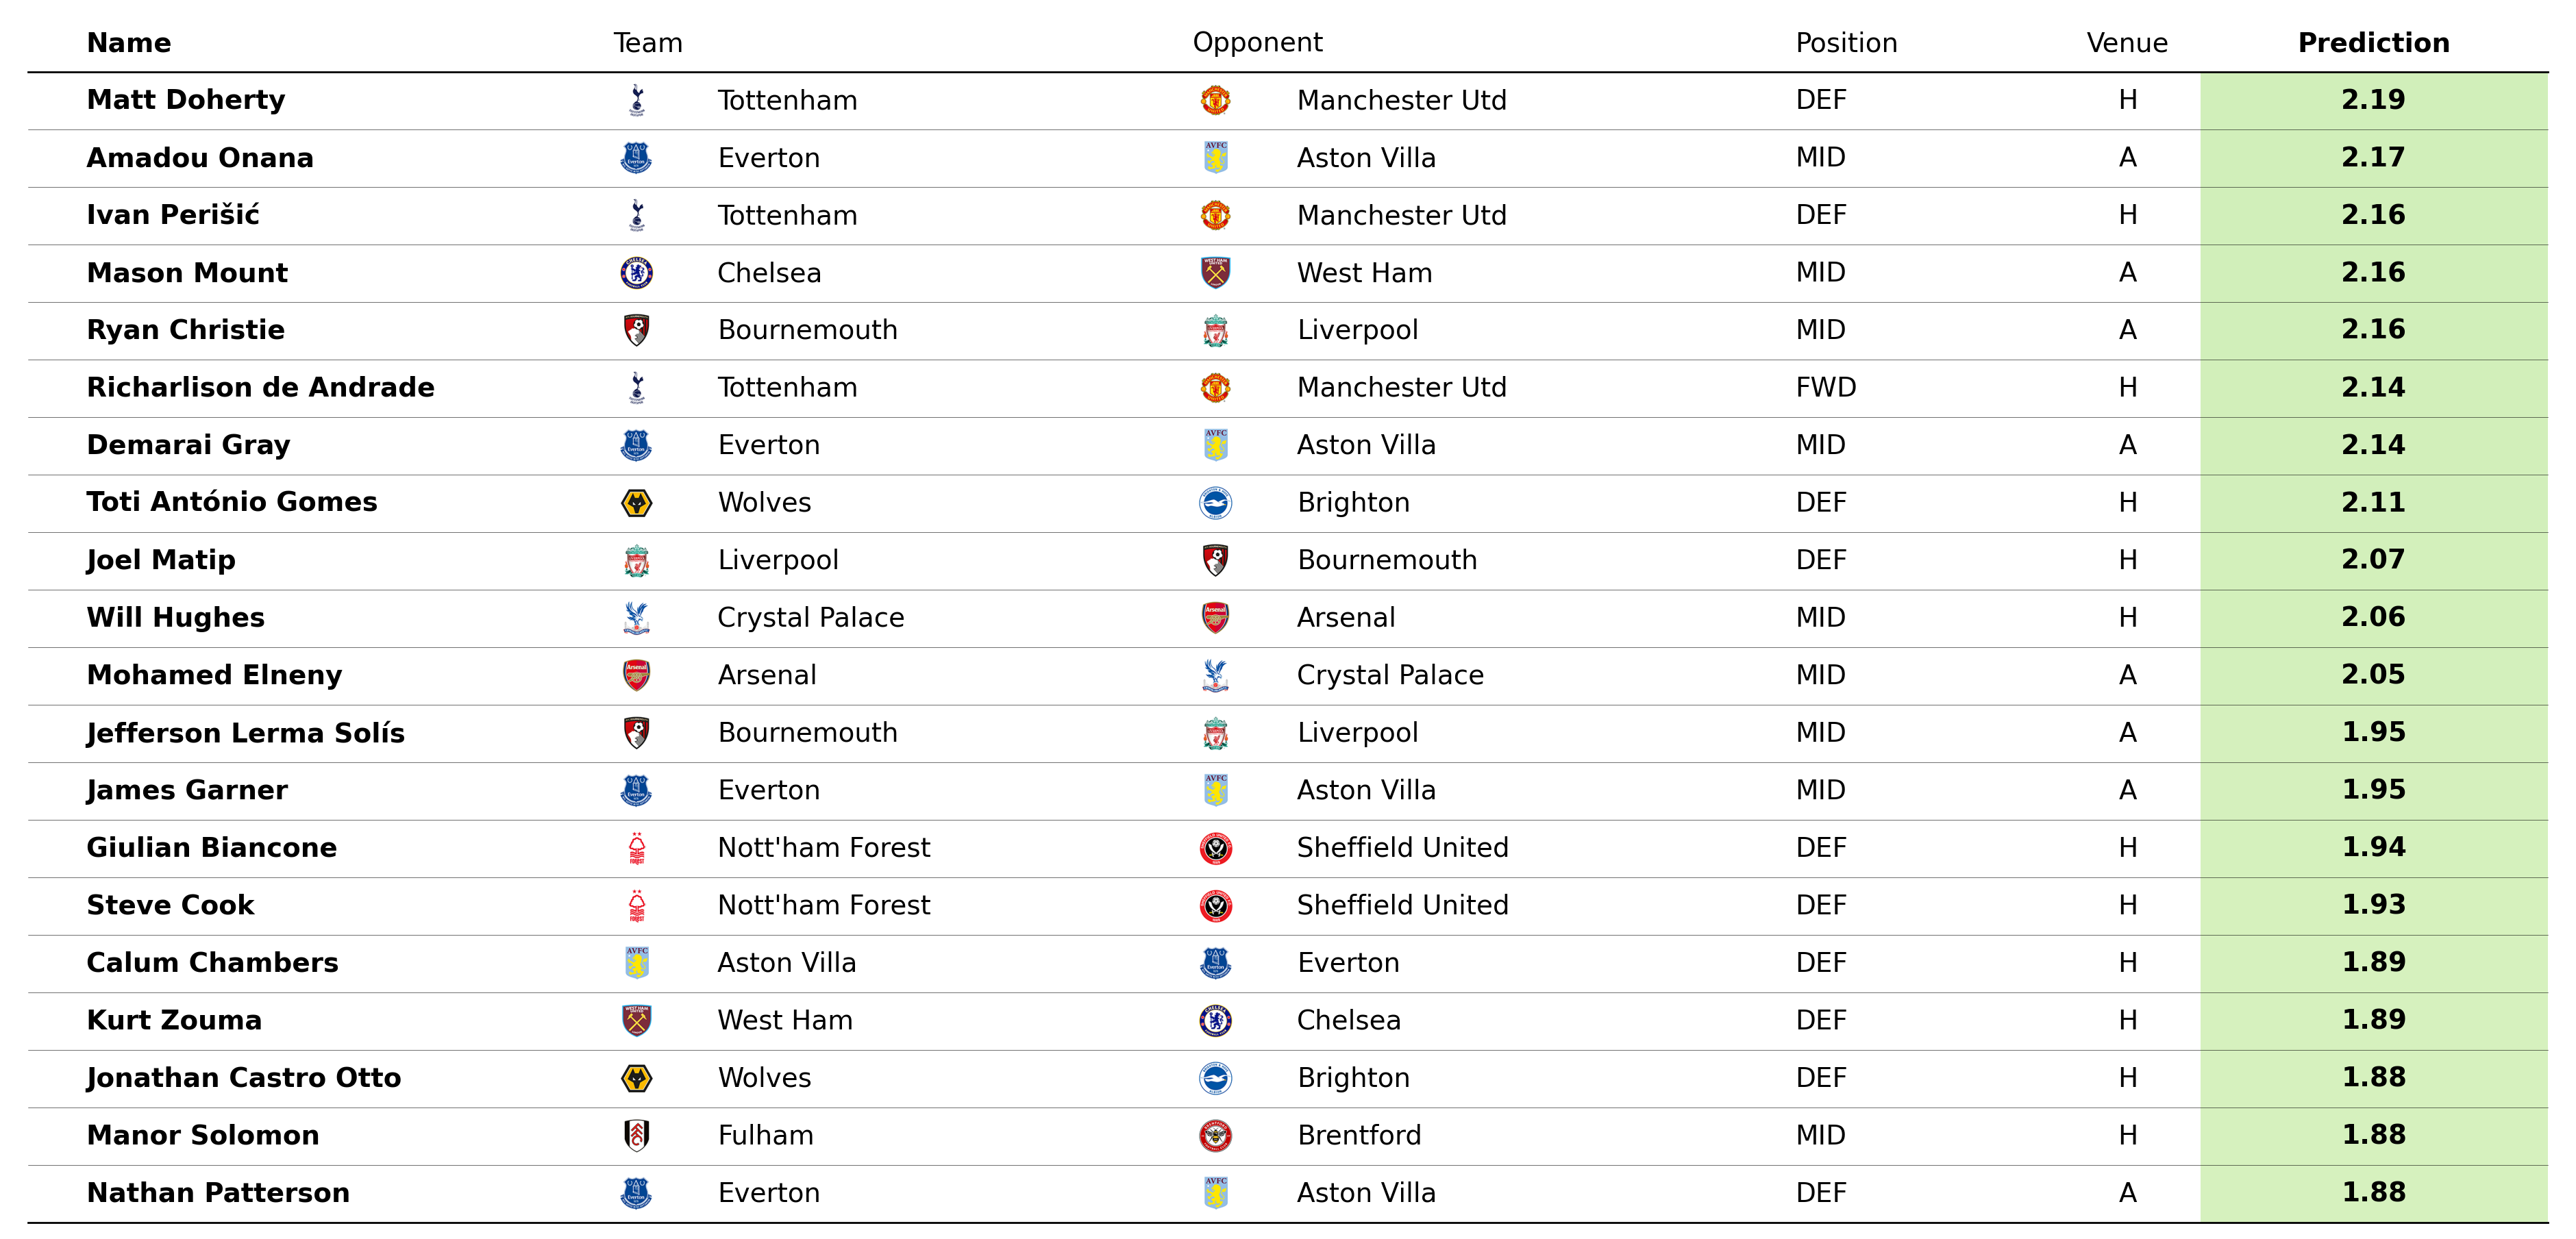 Name Team Opponent Position Venue Prediction
Matt Doherty Tottenham Manchester Utd DEF H 2.19
Amadou Onana Everton Aston Villa MID A 2.17
Ivan Perišić Tottenham Manchester Utd DEF H 2.16
Mason Mount Chelsea West Ham MID A 2.16
Ryan Christie Bournemouth Liverpool MID A 2.16
Richarlison de Andrade Tottenham Manchester Utd FWD H 2.14
Demarai Gray Everton Aston Villa MID A 2.14
Toti António Gomes Wolves Brighton DEF H 2.11
Joel Matip Liverpool Bournemouth DEF H 2.07
Will Hughes Crystal Palace Arsenal MID H 2.06
Mohamed Elneny Arsenal Crystal Palace MID A 2.05
Jefferson Lerma Solís Bournemouth Liverpool MID A 1.95
James Garner Everton Aston Villa MID A 1.95
Giulian Biancone Nott'ham Forest Sheffield United DEF H 1.94
Steve Cook Nott'ham Forest Sheffield United DEF H 1.93
Calum Chambers Aston Villa Everton DEF H 1.89
Kurt Zouma West Ham Chelsea DEF H 1.89
Jonathan Castro Otto Wolves Brighton DEF H 1.88
Manor Solomon Fulham Brentford MID H 1.88
Nathan Patterson Everton Aston Villa DEF A 1.88